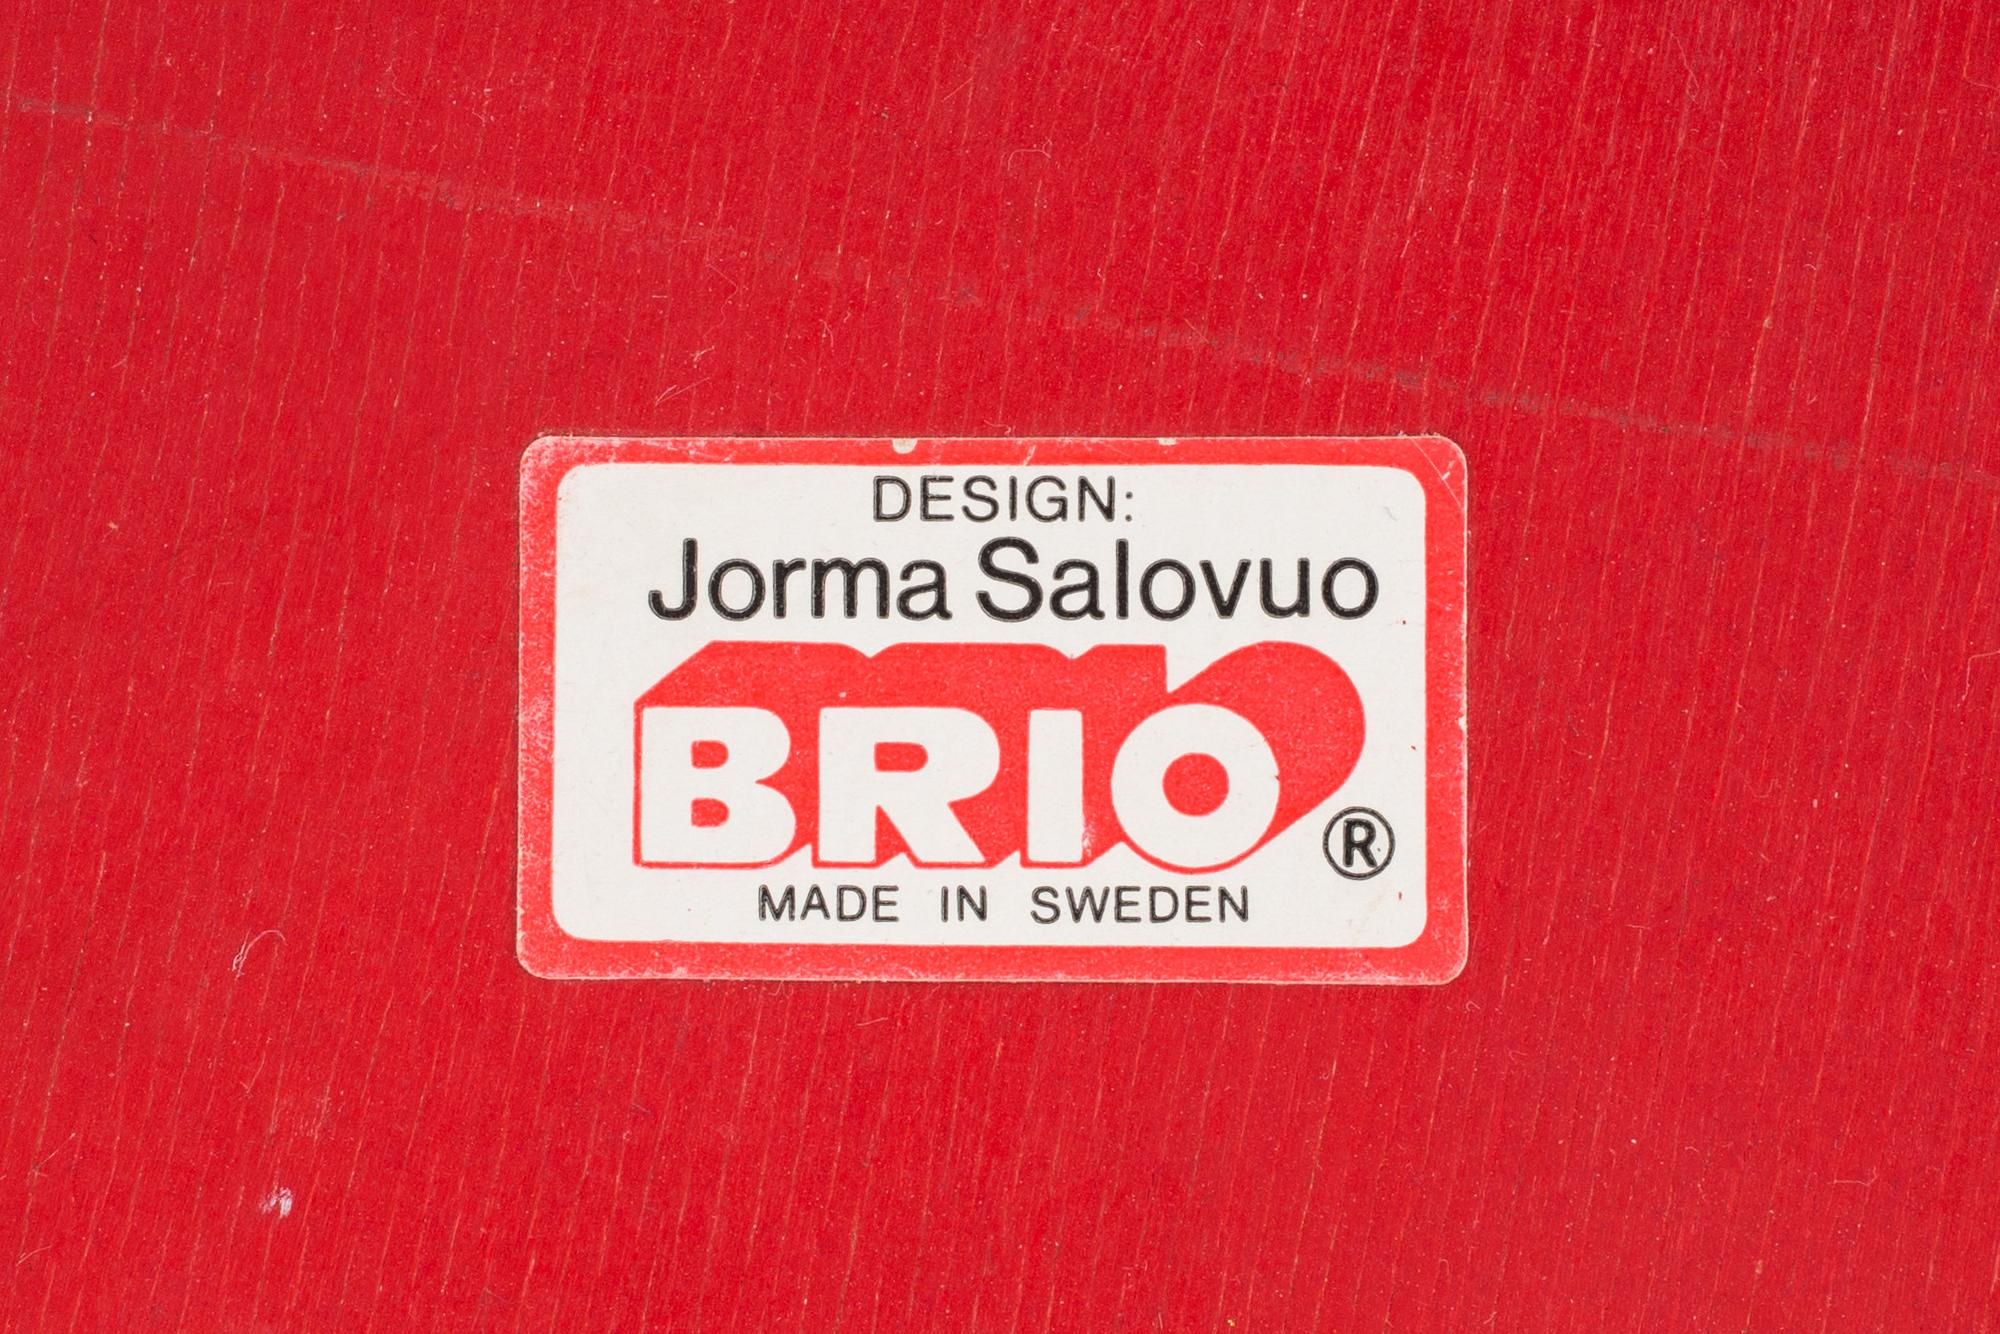 DESIGN:
Jorma Salovuo
BRIO®
MADE IN SWEDEN